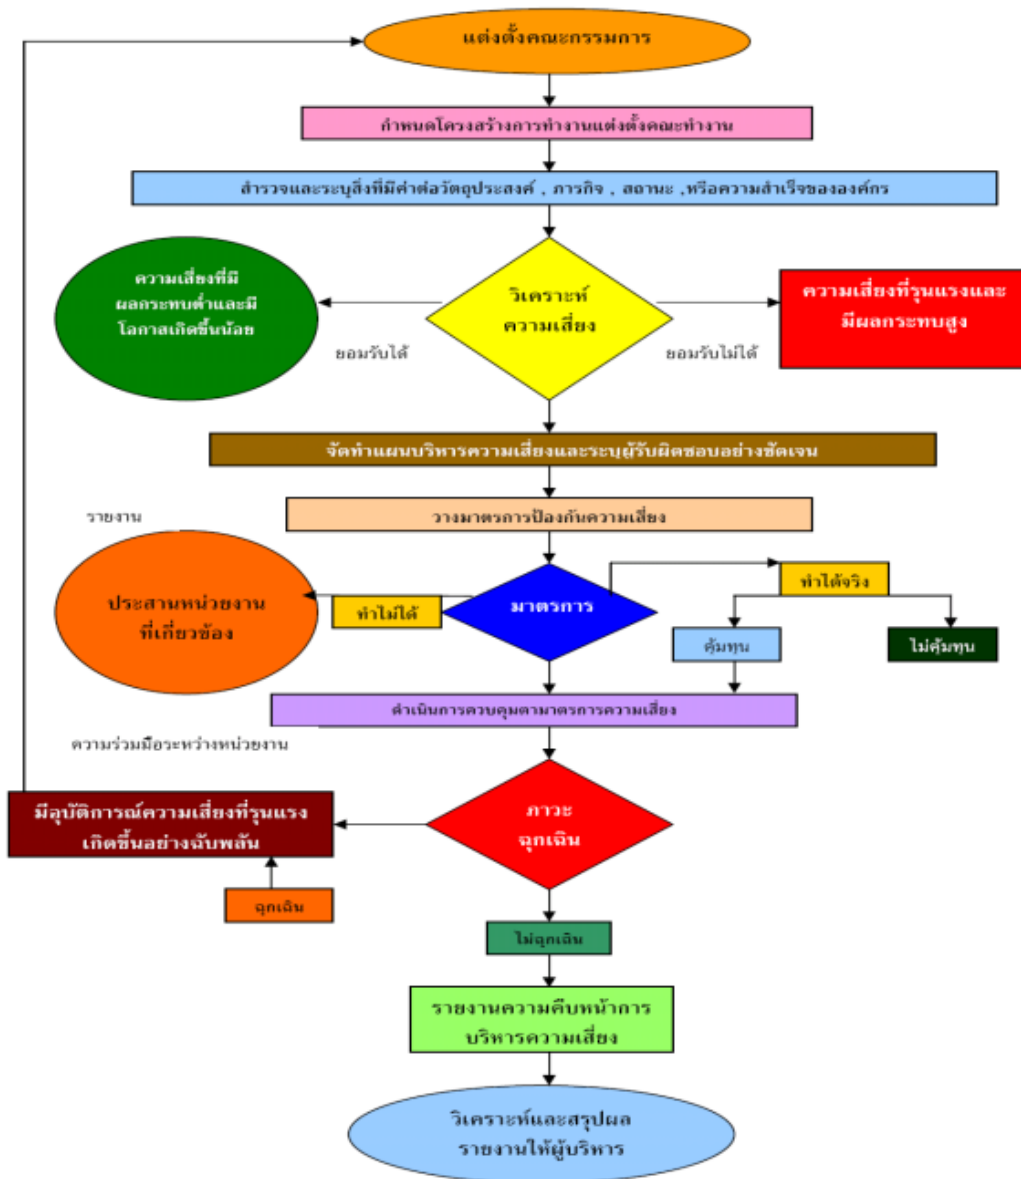 แต่งตั้งคณะกรรมการ
กำหนดโครงสร้างการทำงานแต่งตั้งคณะทำงาน
สำรวจและระบุสิ่งที่มีค่าต่อวัตถุประสงค์ , ภารกิจ , สถานะ ,หรือความสำเร็จขององค์กร
ความเสี่ยงที่มี
ผลกระทบต่ำและมี
โอกาสเกิดขึ้นน้อย
วิเคราะห์
ความเสี่ยง
ความเสี่ยงที่รุนแรงและ
มีผลกระทบสูง
ยอมรับได้
ยอมรับไม่ได้
จัดทำแผนบริหารความเสี่ยงและระบุผู้รับผิดชอบอย่างชัดเจน
วางมาตรการป้องกันความเสี่ยง
รายงาน
ประสานหน่วยงาน
ที่เกี่ยวข้อง
ทำไม่ได้
มาตรการ
ทำได้จริง
คุ้มทุน
ไม่คุ้มทุน
ดำเนินการควบคุมตามาตรการความเสี่ยง
ความร่วมมือระหว่างหน่วยงาน
มีอุบัติการณ์ความเสี่ยงที่รุนแรง
เกิดขึ้นอย่างฉับพลัน
ภาวะ
ฉุกเฉิน
ฉุกเฉิน
ไม่ฉุกเฉิน
รายงานความคืบหน้าการ
บริหารความเสี่ยง
วิเคราะห์และสรุปผล
รายงานให้ผู้บริหาร